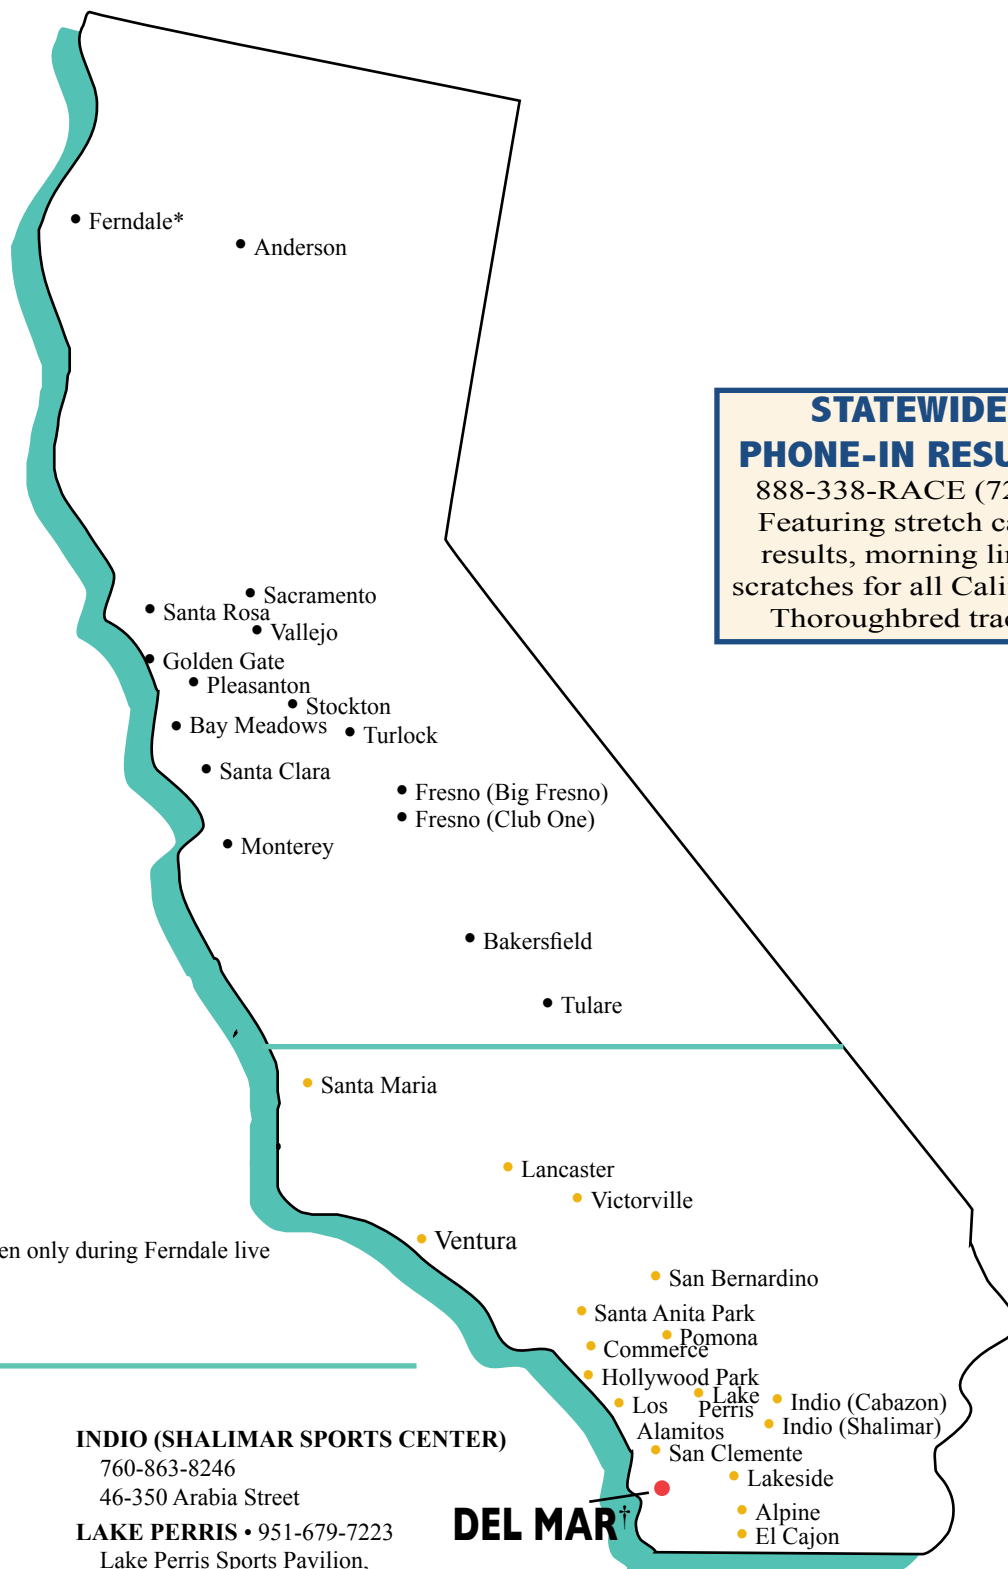 Ferndale*
Anderson
STATEWIDE
PHONE-IN RESU
888-338-RACE (72
Featuring stretch ca
results, morning lin
scratches for all Cali
Thoroughbred trac
Sacramento
Santa Rosa
Vallejo
Golden Gate
Pleasanton
Stockton
Bay Meadows
Turlock
Santa Clara
Fresno (Big Fresno)
Fresno (Club One)
Monterey
Bakersfield
Tulare
Santa Maria
Lancaster
Victorville
Ventura
en only during Ferndale live
San Bernardino
Santa Anita Park
Pomona
Commerce
Hollywood Park
Lake
Perris
Indio (Cabazon)
Los
Alamitos
Indio (Shalimar)
San Clemente
Lakeside
DEL MAR†
Alpine
El Cajon
INDIO (SHALIMAR SPORTS CENTER)
760-863-8246
46-350 Arabia Street
LAKE PERRIS • 951-679-7223
Lake Perris Sports Pavilion,